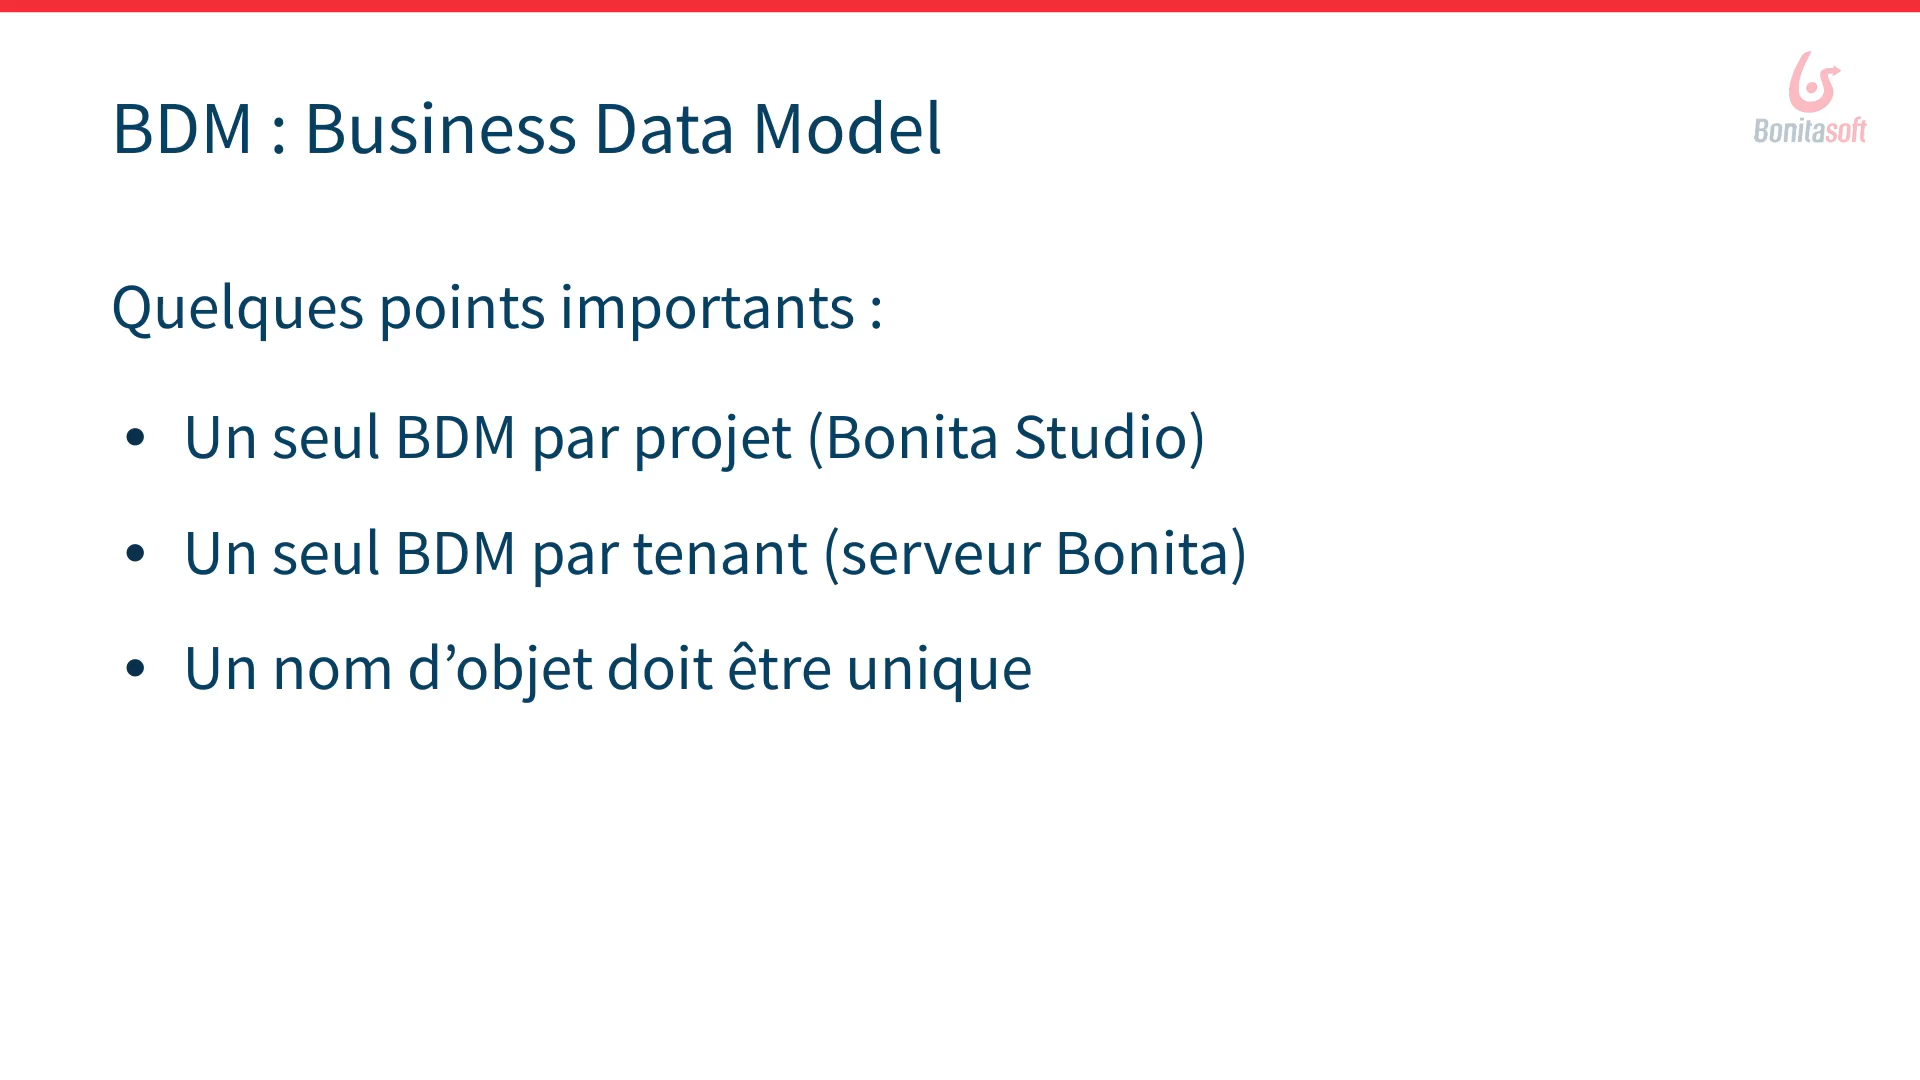 BDM : Business Data Model
Bonitasoft
Quelques points importants :
• Un seul BDM par projet (Bonita Studio)
• Un seul BDM par tenant (serveur Bonita)
• Un nom d’objet doit être unique